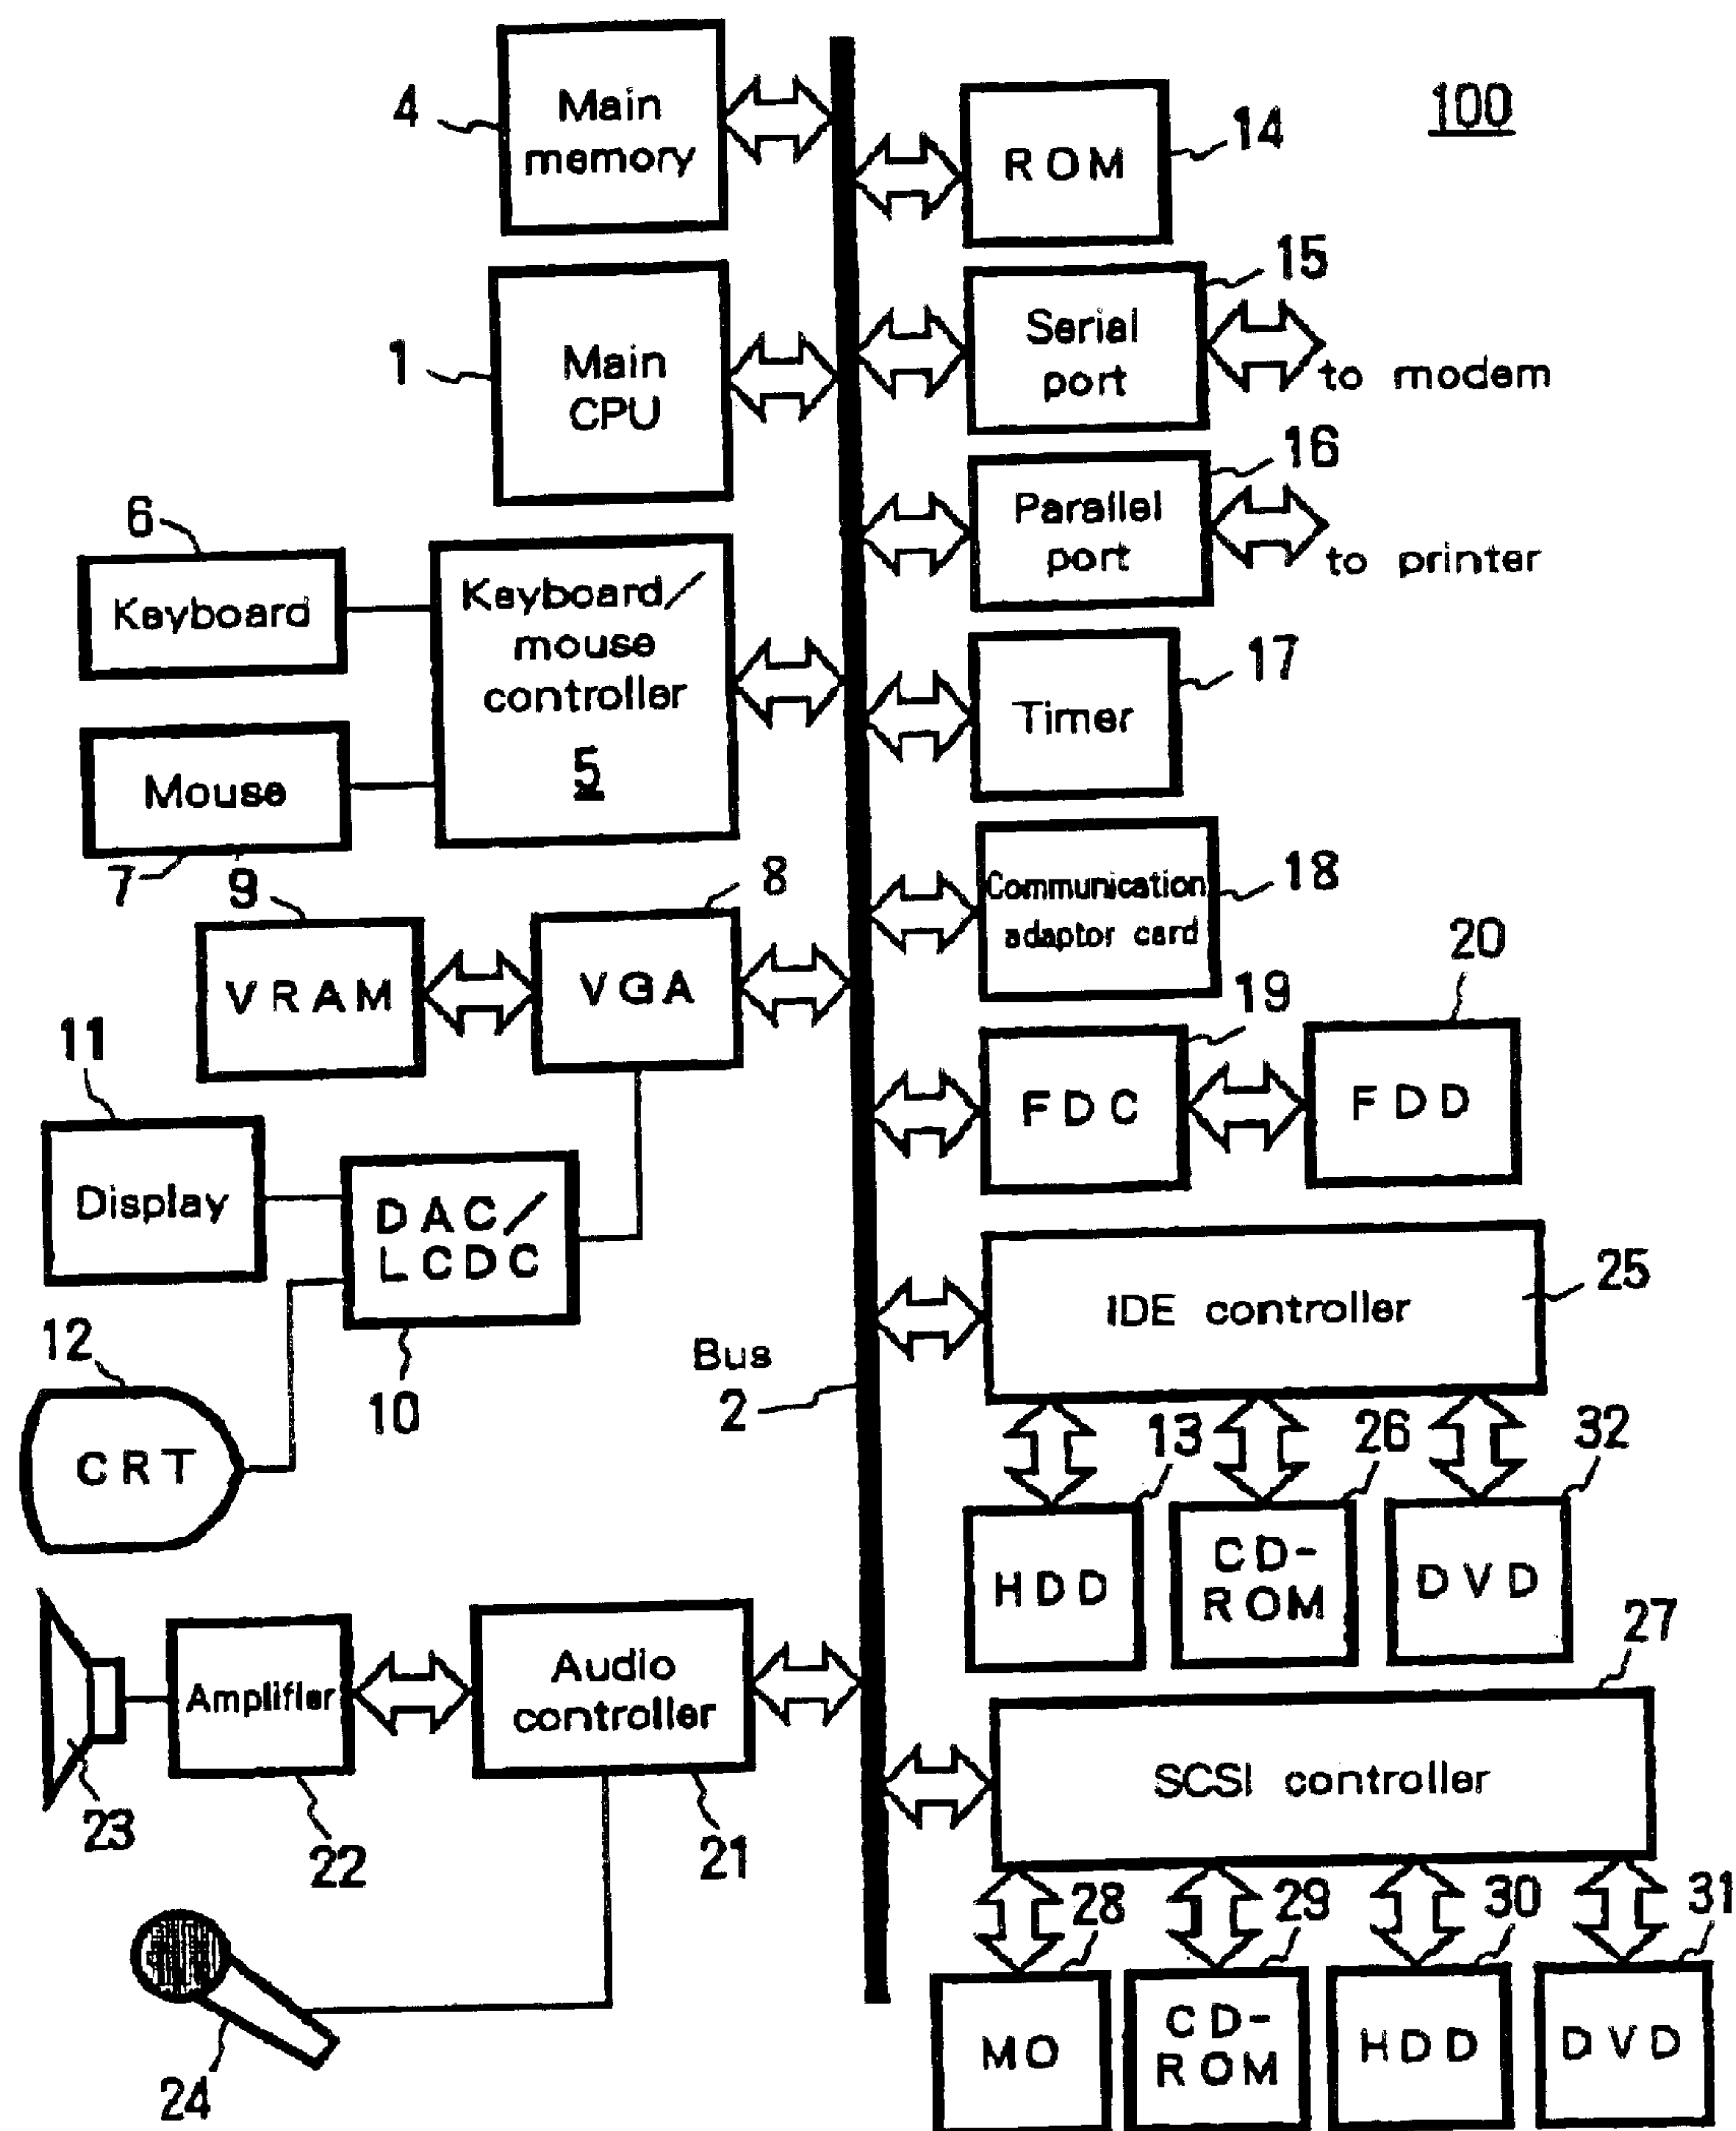 100
4
Main
memory
ROM
14
1
Main
CPU
15
Serial
port
to modem
16
Parallel
port
to printer
6
Keyboard
Keyboard/
mouse
controller
5
Mouse
7
17
Timer
18
Communication
adaptor card
9
VRAM
8
VGA
19
FDC
20
FDD
11
Display
DAC/
LCDC
10
12
CRT
Bus
2
IDE controller
25
13
HDD
26
CD-
ROM
32
DVD
23
Amplifier
22
Audio
controller
21
24
27
SCSI controller
28
MO
29
CD-
ROM
30
HDD
31
DVD